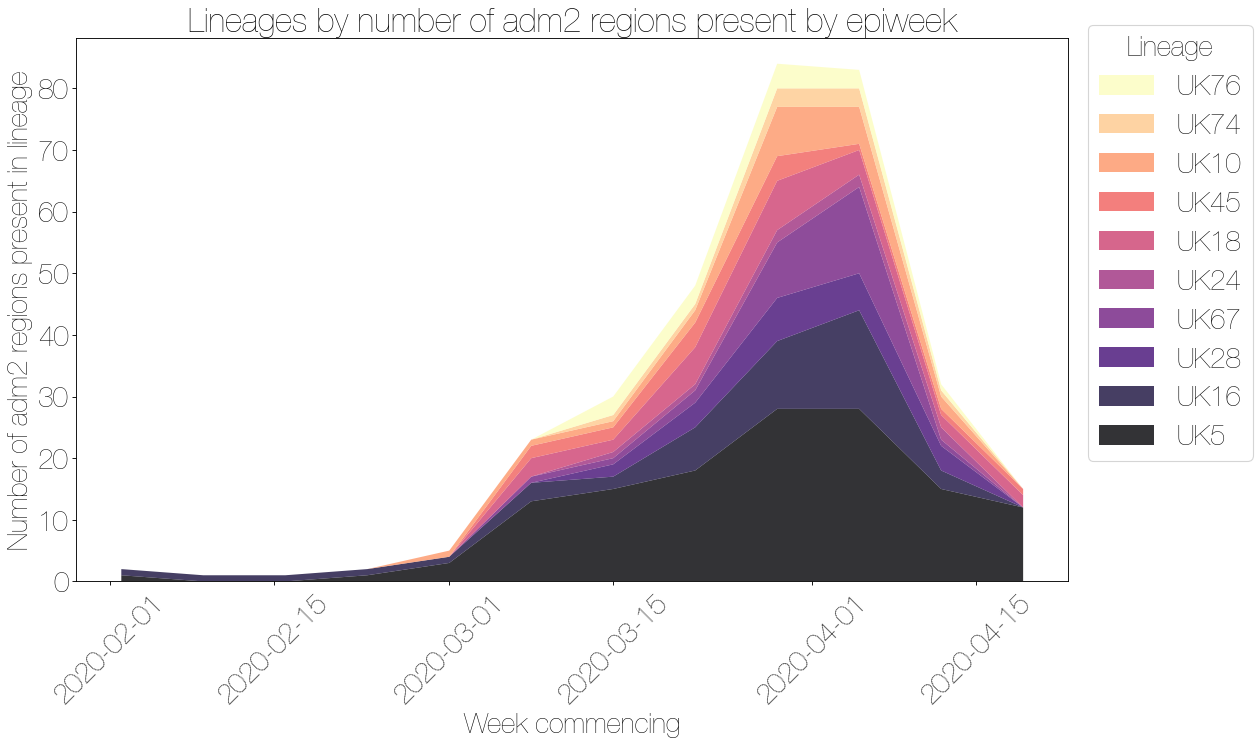 Lineages by number of adm2 regions present by epiweek
Number of adm2 regions present in lineage
80
70
60
50
40
30
20
10
0
2020-02-01
2020-02-15
2020-03-01
2020-03-15
2020-04-01
2020-04-15
Week commencing
Lineage
UK76
UK74
UK10
UK45
UK18
UK24
UK67
UK28
UK16
UK5